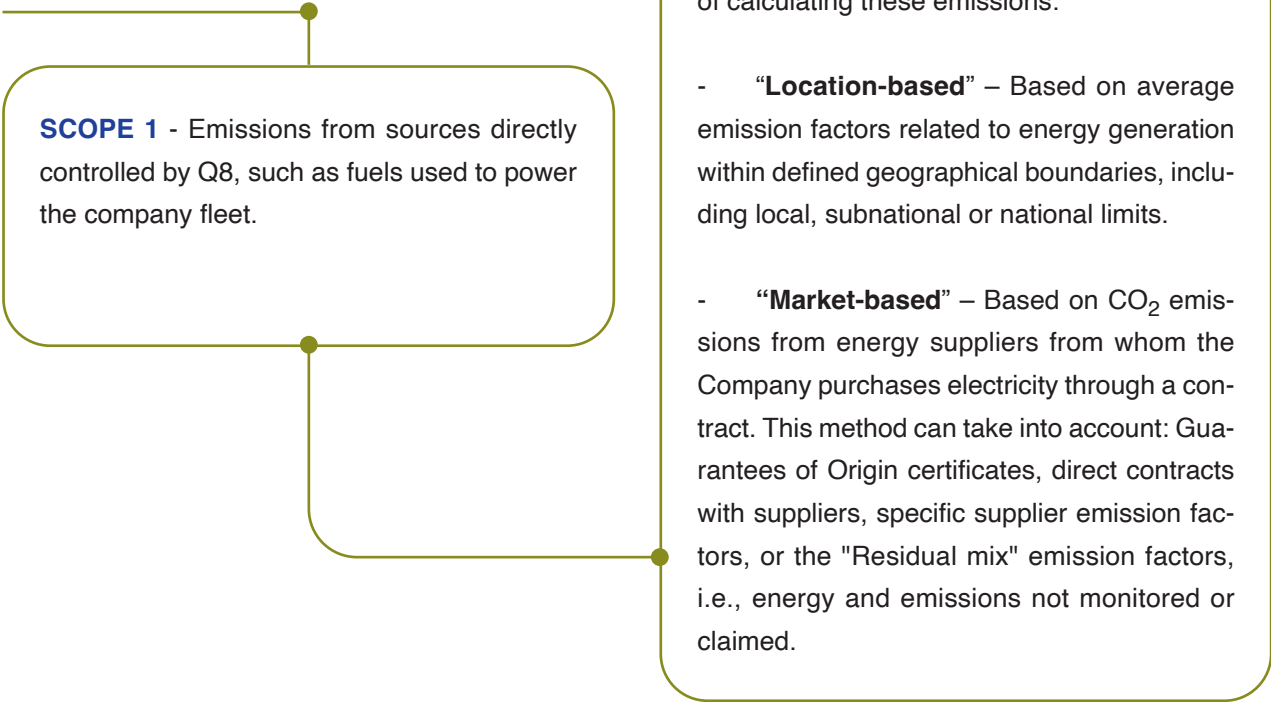 SCOPE 1 - Emissions from sources directly
controlled by Q8, such as fuels used to power
the company fleet.
of calculating these emissions:
- “Location-based” – Based on average
emission factors related to energy generation
within defined geographical boundaries, inclu-
ding local, subnational or national limits.
- “Market-based” – Based on CO₂ emis-
sions from energy suppliers from whom the
Company purchases electricity through a con-
tract. This method can take into account: Gua-
rantees of Origin certificates, direct contracts
with suppliers, specific supplier emission fac-
tors, or the "Residual mix" emission factors,
i.e., energy and emissions not monitored or
claimed.